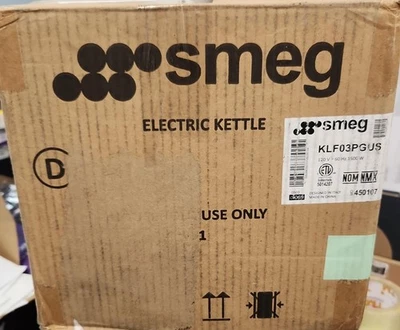 smeg
ELECTRIC KETTLE
smeg
KLF03PGUS
NOM NMX
D
USE ONLY
1